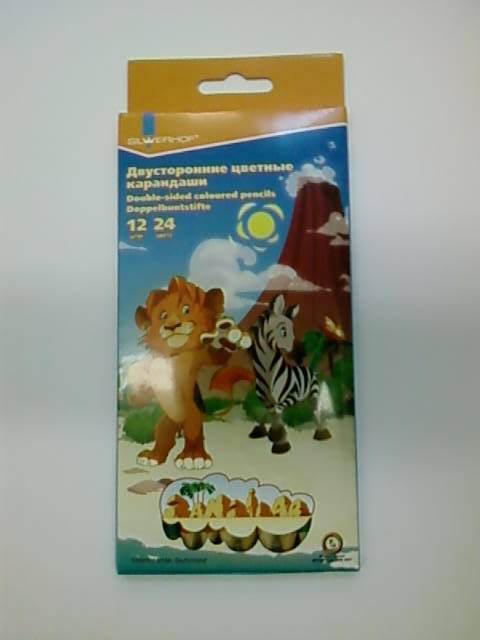 SILWERHOF
Двусторонние цветные
карандаши
Double-sided coloured pencils
Doppelbuntstifte
12 24